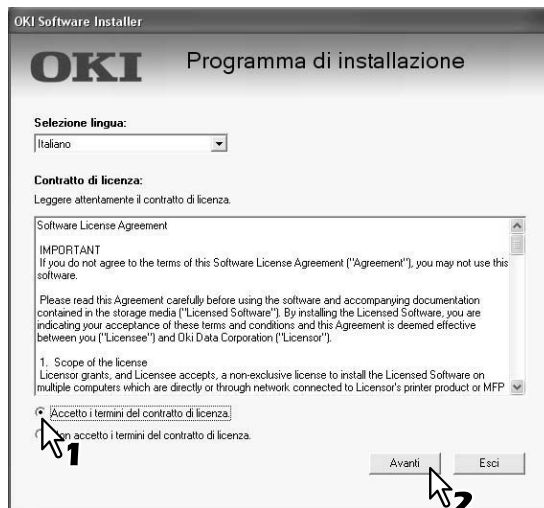 OKI Software Installer
OKI
Programma di installazione
Selezione lingua:
Italiano
Contratto di licenza:
Leggere attentamente il contratto di licenza.
Software License Agreement
IMPORTANT
If you do not agree to the terms of this Software License Agreement ("Agreement"), you may not use this
software.
Please read this Agreement carefully before using the software and accompanying documentation
contained in the storage media ("Licensed Software"). By installing the Licensed Software, you are
indicating your acceptance of these terms and conditions and this Agreement is deemed effective
between you ("Licensee") and Oki Data Corporation ("Licensor").
1. Scope of the license
Licensor grants, and Licensee accepts, a non-exclusive license to install the Licensed Software on
multiple computers which are directly or through network connected to Licensor's printer product or MFP
Accetto i termini del contratto di licenza.
accetto i termini del contratto di licenza.
1
Avanti
Esci
2